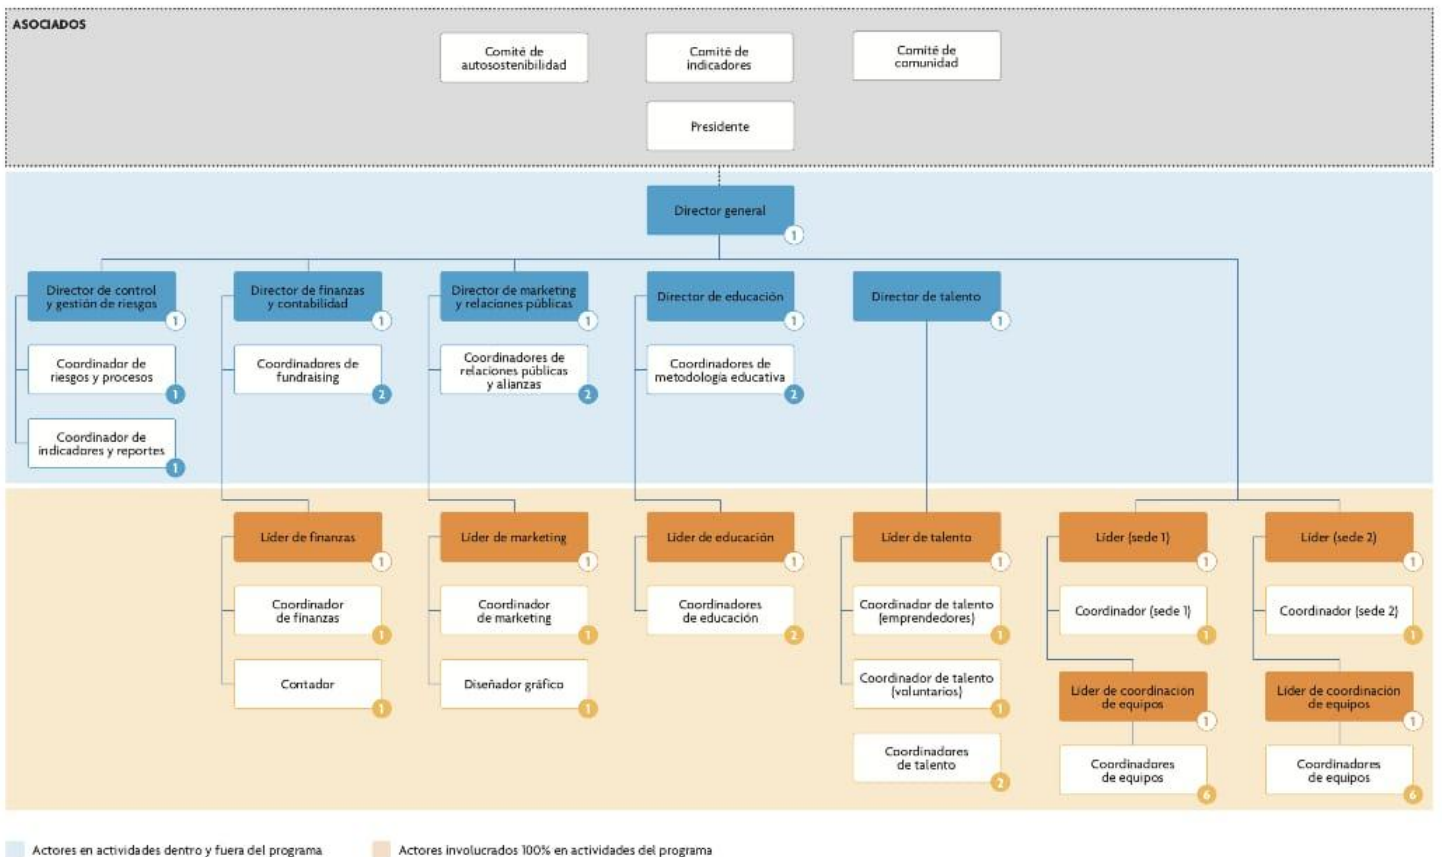 ASOCIADOS
Comité de
autosostenibilidad
Comité de
indicadores
Comité de
comunidad
Presidente
Director general
1
Director de control
y gestión de riesgos
1
Director de finanzas
y contabilidad
1
Director de marketing
y relaciones públicas
1
Director de educación
1
Director de talento
1
Coordinador de
riesgos y procesos
1
Coordinadores de
fundraising
2
Coordinadores de
relaciones públicas
y alianzas
2
Coordinadores de
metodología educativa
2
Coordinador de
indicadores y reportes
1
Líder de finanzas
1
Líder de marketing
1
Líder de educación
1
Líder de talento
1
Líder (sede 1)
1
Líder (sede 2)
1
Coordinador
de finanzas
1
Coordinador
de marketing
1
Coordinadores
de educación
2
Coordinador de talento
(emprendedores)
1
Coordinador (sede 1)
1
Coordinador (sede 2)
1
Contador
1
Diseñador gráfico
1
Coordinador de talento
(voluntarios)
1
Líder de coordinación
de equipos
1
Líder de coordinación
de equipos
1
Coordinadores
de talento
2
Coordinadores
de equipos
6
Coordinadores
de equipos
6
Actores en actividades dentro y fuera del programa
Actores involucrados 100% en actividades del programa